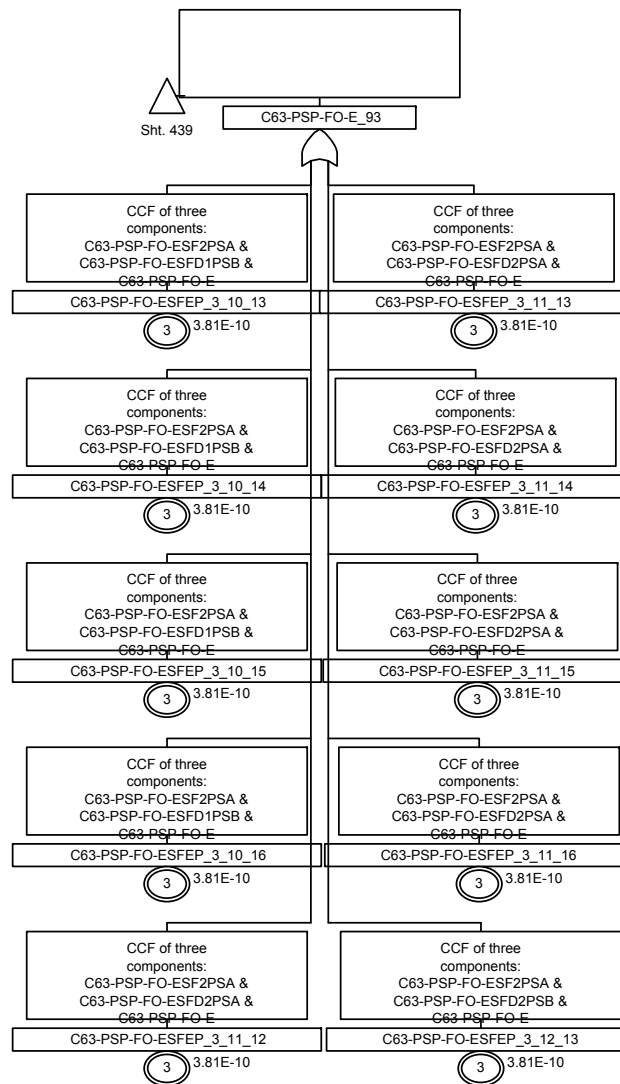 Sht. 439
C63-PSP-FO-E_93
CCF of three
components:
C63-PSP-FO-ESF2PSA &
C63-PSP-FO-ESFD1PSB &
C63-PSP-FO-E
C63-PSP-FO-ESFEP_3_10_13
3
3.81E-10
CCF of three
components:
C63-PSP-FO-ESF2PSA &
C63-PSP-FO-ESFD2PSA &
C63-PSP-FO-E
C63-PSP-FO-ESFEP_3_11_13
3
3.81E-10
CCF of three
components:
C63-PSP-FO-ESF2PSA &
C63-PSP-FO-ESFD1PSB &
C63-PSP-FO-E
C63-PSP-FO-ESFEP_3_10_14
3
3.81E-10
CCF of three
components:
C63-PSP-FO-ESF2PSA &
C63-PSP-FO-ESFD2PSA &
C63-PSP-FO-E
C63-PSP-FO-ESFEP_3_11_14
3
3.81E-10
CCF of three
components:
C63-PSP-FO-ESF2PSA &
C63-PSP-FO-ESFD1PSB &
C63-PSP-FO-E
C63-PSP-FO-ESFEP_3_10_15
3
3.81E-10
CCF of three
components:
C63-PSP-FO-ESF2PSA &
C63-PSP-FO-ESFD2PSA &
C63-PSP-FO-E
C63-PSP-FO-ESFEP_3_11_15
3
3.81E-10
CCF of three
components:
C63-PSP-FO-ESF2PSA &
C63-PSP-FO-ESFD1PSB &
C63-PSP-FO-E
C63-PSP-FO-ESFEP_3_10_16
3
3.81E-10
CCF of three
components:
C63-PSP-FO-ESF2PSA &
C63-PSP-FO-ESFD2PSA &
C63-PSP-FO-E
C63-PSP-FO-ESFEP_3_11_16
3
3.81E-10
CCF of three
components:
C63-PSP-FO-ESF2PSA &
C63-PSP-FO-ESFD2PSA &
C63-PSP-FO-E
C63-PSP-FO-ESFEP_3_11_12
3
3.81E-10
CCF of three
components:
C63-PSP-FO-ESF2PSA &
C63-PSP-FO-ESFD2PSB &
C63-PSP-FO-E
C63-PSP-FO-ESFEP_3_12_13
3
3.81E-10